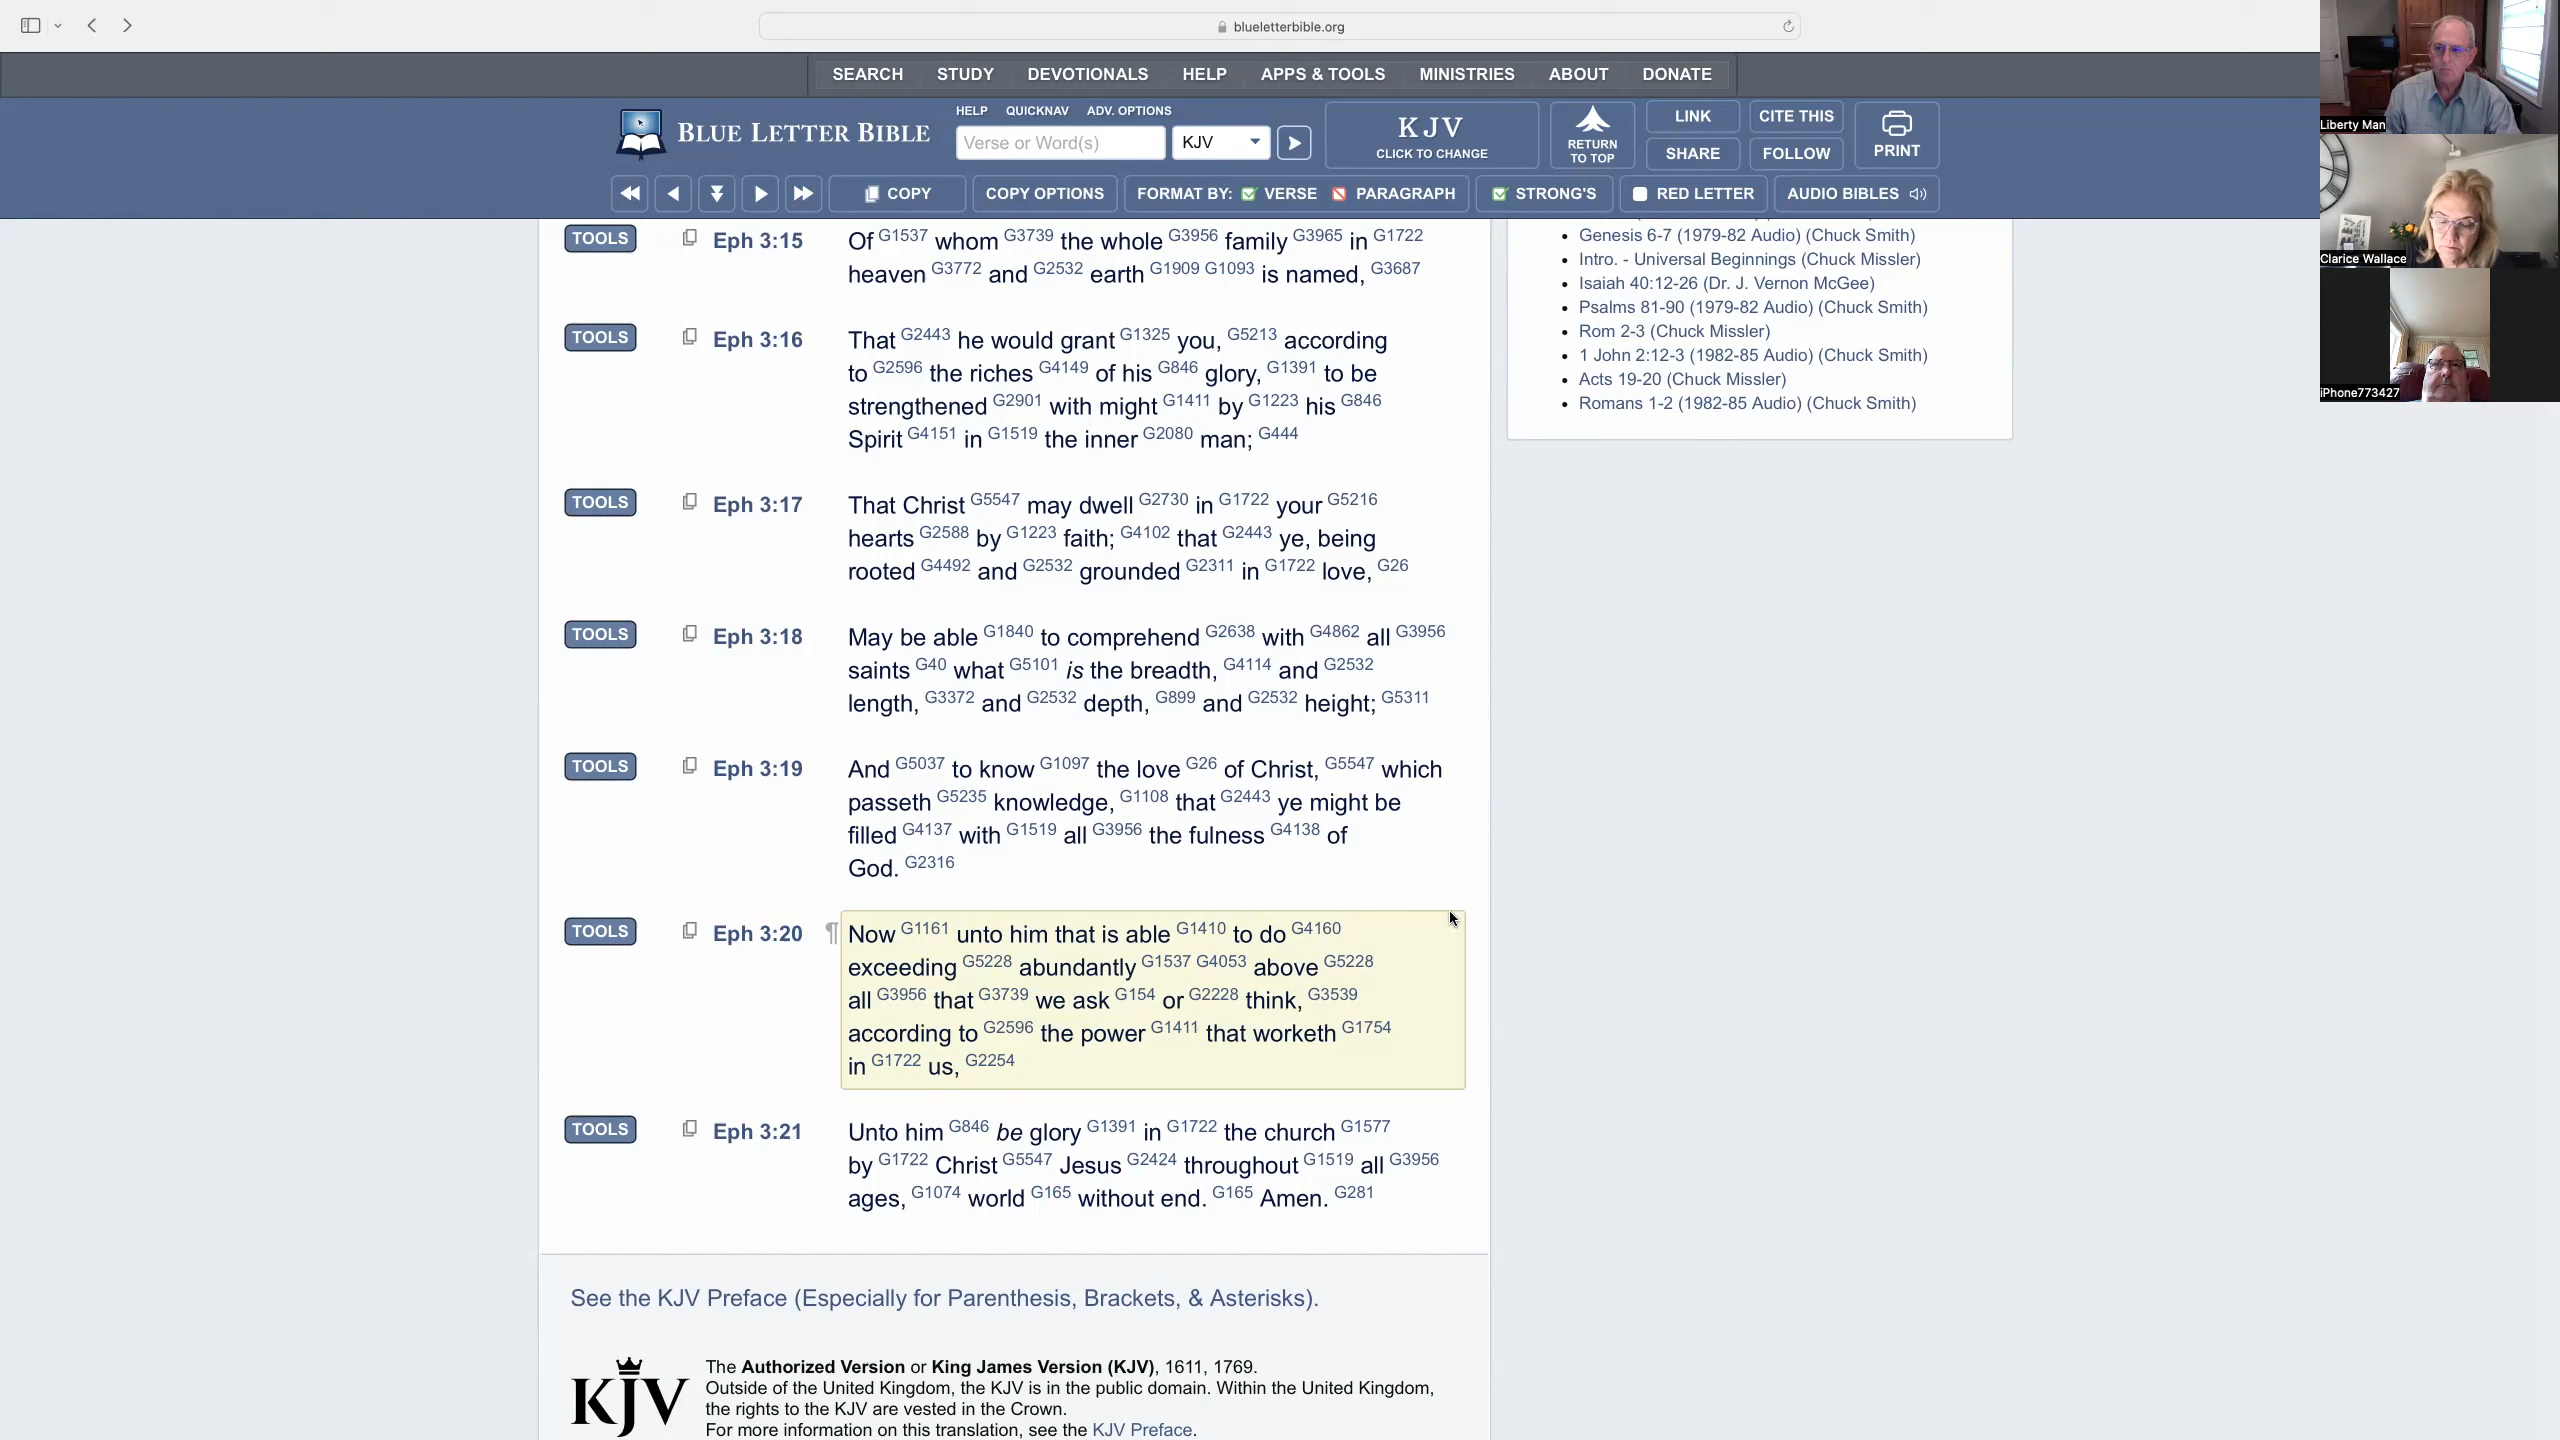 blueletterbible.org
SEARCH STUDY DEVOTIONALS HELP APPS & TOOLS MINISTRIES ABOUT DONATE
BLUE LETTER BIBLE
HELP QUICKNAV ADV. OPTIONS
Verse or Word(s) KJV
KJV
CLICK TO CHANGE
RETURN
TO TOP
LINK CITE THIS
SHARE FOLLOW
PRINT
COPY COPY OPTIONS FORMAT BY: VERSE PARAGRAPH STRONG'S RED LETTER AUDIO BIBLES
TOOLS Eph 3:15 Of G1537 whom G3739 the whole G3956 family G3965 in G1722
heaven G3772 and G2532 earth G1909 G1093 is named, G3687
TOOLS Eph 3:16 That G2443 he would grant G1325 you, G5213 according
to G2596 the riches G4149 of his G846 glory, G1391 to be
strengthened G2901 with might G1411 by G1223 his G846
Spirit G4151 in G1519 the inner G2080 man; G444
TOOLS Eph 3:17 That Christ G5547 may dwell G2730 in G1722 your G5216
hearts G2588 by G1223 faith; G4102 that G2443 ye, being
rooted G4492 and G2532 grounded G2311 in G1722 love, G26
TOOLS Eph 3:18 May be able G1840 to comprehend G2638 with G4862 all G3956
saints G40 what G5101 is the breadth, G4114 and G2532
length, G3372 and G2532 depth, G899 and G2532 height; G5311
TOOLS Eph 3:19 And G5037 to know G1097 the love G26 of Christ, G5547 which
passeth G5235 knowledge, G1108 that G2443 ye might be
filled G4137 with G1519 all G3956 the fulness G4138 of
God. G2316
TOOLS Eph 3:20 ¶ Now G1161 unto him that is able G1410 to do G4160
exceeding G5228 abundantly G1537 G4053 above G5228
all G3956 that G3739 we ask G154 or G2228 think, G3539
according to G2596 the power G1411 that worketh G1754
in G1722 us, G2254
TOOLS Eph 3:21 Unto him G846 be glory G1391 in G1722 the church G1577
by G1722 Christ G5547 Jesus G2424 throughout G1519 all G3956
ages, G1074 world G165 without end. G165 Amen. G281
See the KJV Preface (Especially for Parenthesis, Brackets, & Asterisks).
KJV
The Authorized Version or King James Version (KJV), 1611, 1769.
Outside of the United Kingdom, the KJV is in the public domain. Within the United Kingdom,
the rights to the KJV are vested in the Crown.
For more information on this translation, see the KJV Preface.
Genesis 6-7 (1979-82 Audio) (Chuck Smith)
Intro. - Universal Beginnings (Chuck Missler)
Isaiah 40:12-26 (Dr. J. Vernon McGee)
Psalms 81-90 (1979-82 Audio) (Chuck Smith)
Rom 2-3 (Chuck Missler)
1 John 2:12-3 (1982-85 Audio) (Chuck Smith)
Acts 19-20 (Chuck Missler)
Romans 1-2 (1982-85 Audio) (Chuck Smith)
Liberty Man
Clarice Wallace
iPhone773427